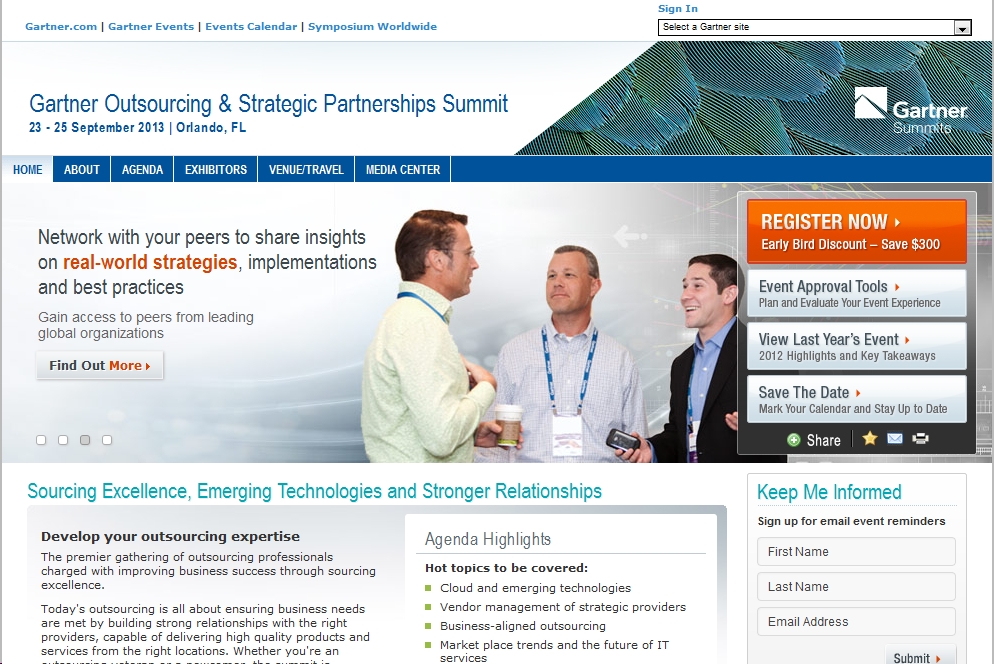 Sign In
Gartner.com | Gartner Events | Events Calendar | Symposium Worldwide
Select a Gartner site
Gartner Outsourcing & Strategic Partnerships Summit
23 - 25 September 2013 | Orlando, FL
Gartner
Summits
HOME ABOUT AGENDA EXHIBITORS VENUE/TRAVEL MEDIA CENTER
Network with your peers to share insights
on real-world strategies, implementations
and best practices
Gain access to peers from leading
global organizations
Find Out More
REGISTER NOW
Early Bird Discount – Save $300
Event Approval Tools
Plan and Evaluate Your Event Experience
View Last Year's Event
2012 Highlights and Key Takeaways
Save The Date
Mark Your Calendar and Stay Up to Date
Share
Sourcing Excellence, Emerging Technologies and Stronger Relationships
Develop your outsourcing expertise
The premier gathering of outsourcing professionals
charged with improving business success through sourcing
excellence.
Today's outsourcing is all about ensuring business needs
are met by building strong relationships with the right
providers, capable of delivering high quality products and
services from the right locations. Whether you're an
outsourcing veteran or a newcomer, the summit is
Agenda Highlights
Hot topics to be covered:
Cloud and emerging technologies
Vendor management of strategic providers
Business-aligned outsourcing
Market place trends and the future of IT
services
Keep Me Informed
Sign up for email event reminders
First Name
Last Name
Email Address
Submit